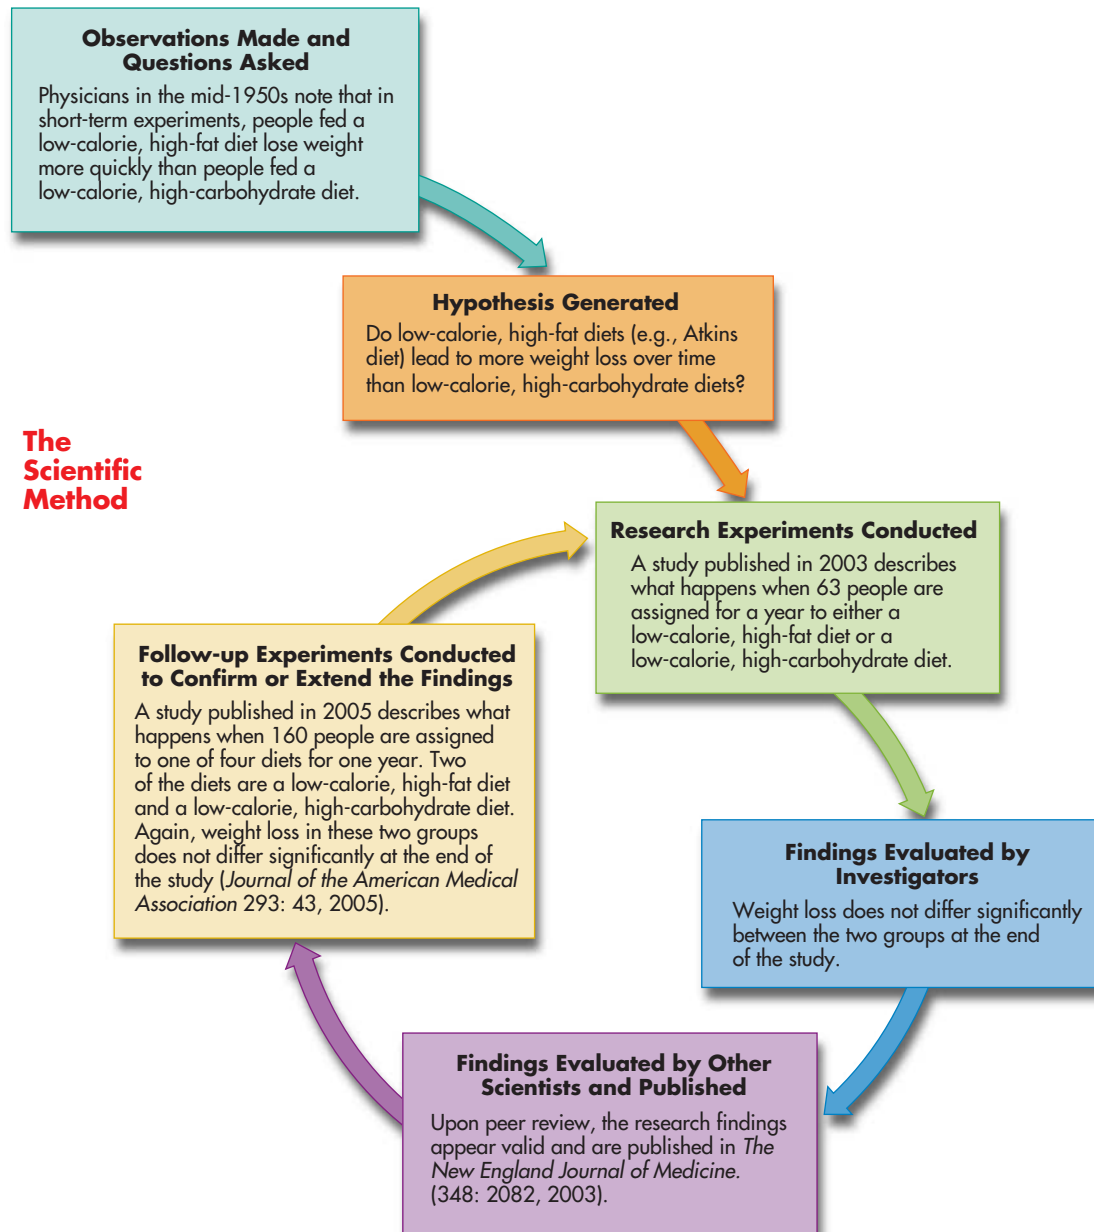 Observations Made and
Questions Asked
Physicians in the mid-1950s note that in
short-term experiments, people fed a
low-calorie, high-fat diet lose weight
more quickly than people fed a
low-calorie, high-carbohydrate diet.
Hypothesis Generated
Do low-calorie, high-fat diets (e.g., Atkins
diet) lead to more weight loss over time
than low-calorie, high-carbohydrate diets?
The
Scientific
Method
Research Experiments Conducted
A study published in 2003 describes
what happens when 63 people are
assigned for a year to either a
low-calorie, high-fat diet or a
low-calorie, high-carbohydrate diet.
Findings Evaluated by
Investigators
Weight loss does not differ significantly
between the two groups at the end
of the study.
Findings Evaluated by Other
Scientists and Published
Upon peer review, the research findings
appear valid and are published in The
New England Journal of Medicine.
(348: 2082, 2003).
Follow-up Experiments Conducted
to Confirm or Extend the Findings
A study published in 2005 describes what
happens when 160 people are assigned
to one of four diets for one year. Two
of the diets are a low-calorie, high-fat diet
and a low-calorie, high-carbohydrate diet.
Again, weight loss in these two groups
does not differ significantly at the end of
the study (Journal of the American Medical
Association 293: 43, 2005).